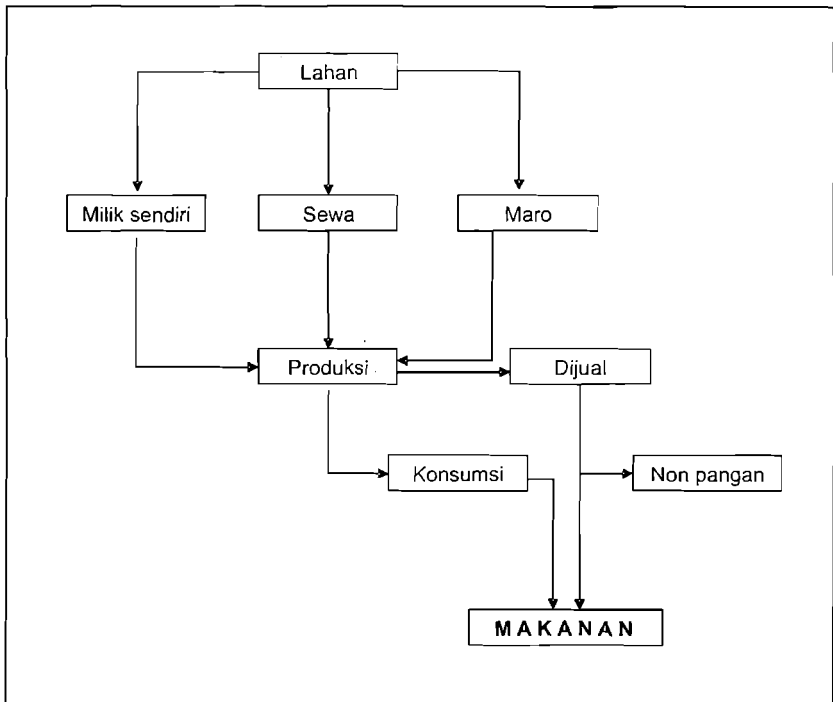 Lahan
Milik sendiri
Sewa
Maro
Produksi
Dijual
Konsumsi
Non pangan
MAKANAN